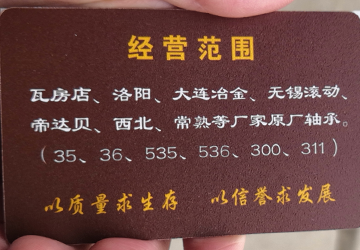 经营范围
瓦房店、洛阳、大连冶金、无锡滚动、
帝达贝、西北、常熟等厂家原厂轴承。
(35、36、535、536、300、311)
以质量求生存 以信誉求发展